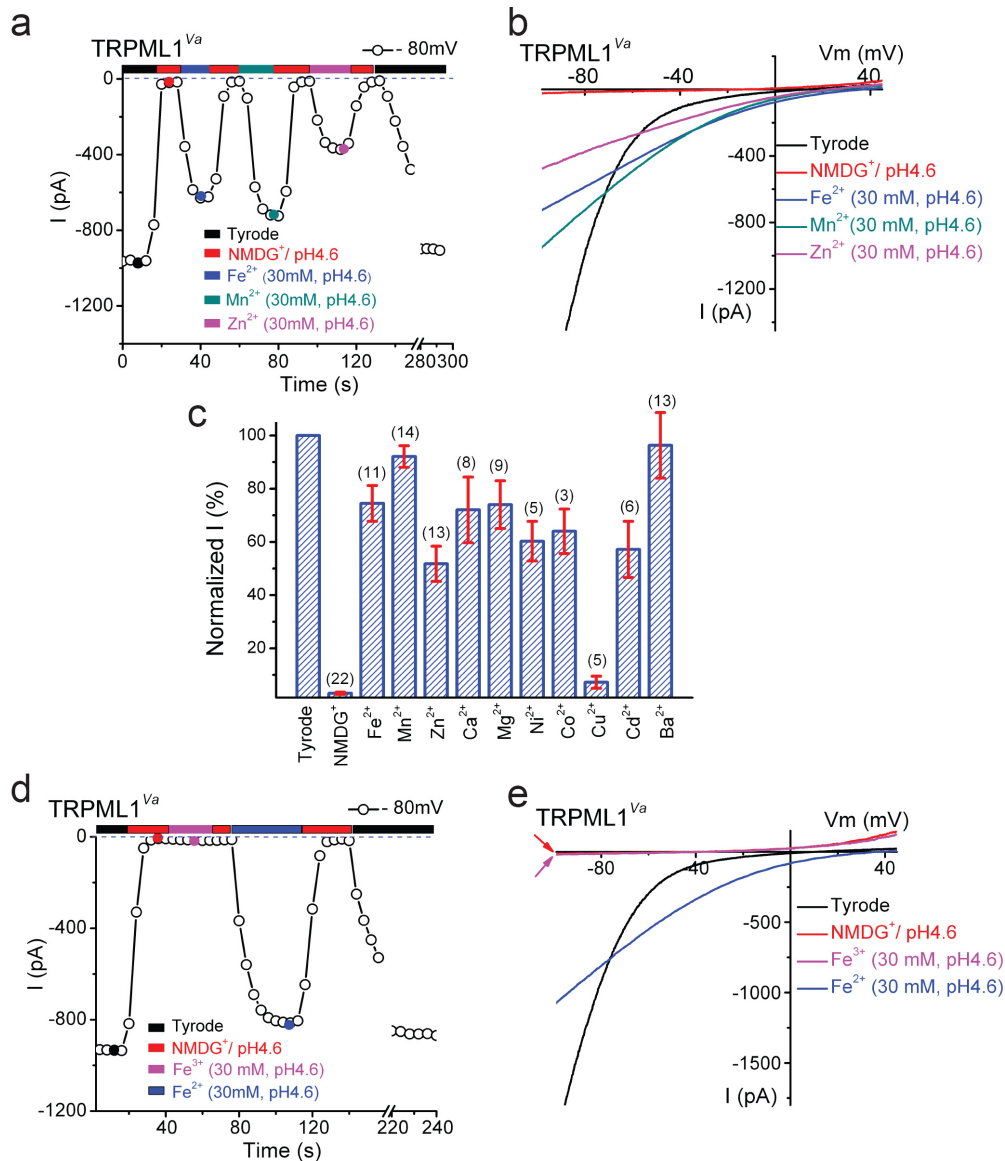 a
TRPML1Va
- 80mV
0
-400
-800
-1200
I (pA)
Tyrode
NMDG+/ pH4.6
Fe2+ (30mM, pH4.6)
Mn2+ (30mM, pH4.6)
Zn2+ (30mM, pH4.6)
0 40 80 120 280 300
Time (s)
b
TRPML1Va
Vm (mV)
-80 -40 40
-400
-800
-1200
I (pA)
Tyrode
NMDG+/ pH4.6
Fe2+ (30 mM, pH4.6)
Mn2+ (30 mM, pH4.6)
Zn2+ (30 mM, pH4.6)
c
Normalized I (%)
100
80
60
40
20
(22) (11) (14) (13) (8) (9) (5) (3) (5) (6) (13)
Tyrode NMDG+ Fe2+ Mn2+ Zn2+ Ca2+ Mg2+ Ni2+ Co2+ Cu2+ Cd2+ Ba2+
d
TRPML1Va
- 80mV
0
-400
-800
-1200
I (pA)
Tyrode
NMDG+/ pH4.6
Fe3+ (30 mM, pH4.6)
Fe2+ (30mM, pH4.6)
40 80 120 220 240
Time (s)
e
TRPML1Va
Vm (mV)
-80 -40 40
-500
-1000
-1500
I (pA)
Tyrode
NMDG+/ pH4.6
Fe3+ (30 mM, pH4.6)
Fe2+ (30 mM, pH4.6)